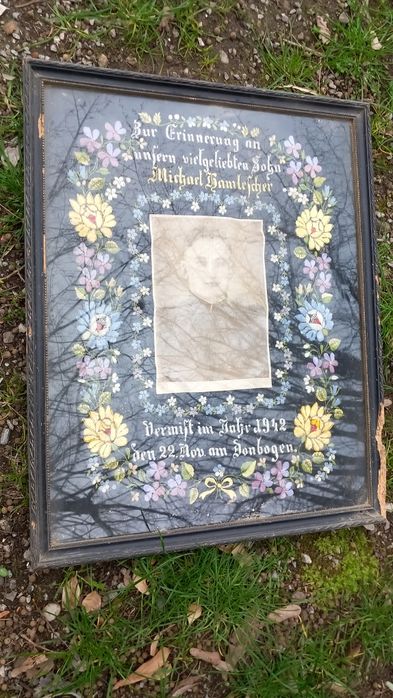 Zur Erinnerung an
unsern vielgeliebten Sohn
Michael Hamlescher
Vermißt im Jahr 1942
den 22. Nov am Donbogen.